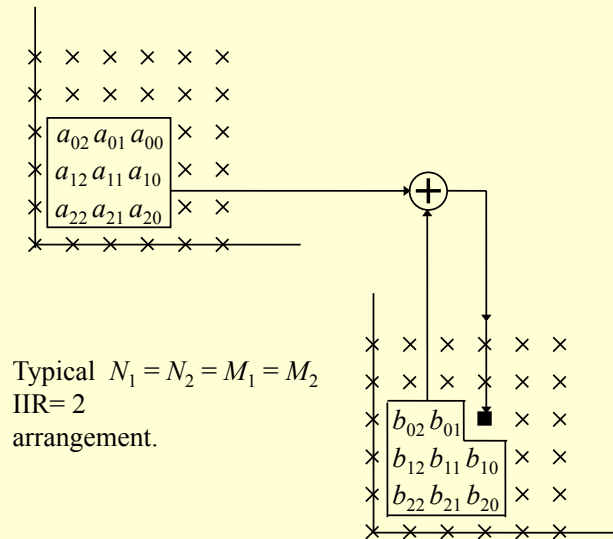 a₀₂ a₀₁ a₀₀
a₁₂ a₁₁ a₁₀
a₂₂ a₂₁ a₂₀
+
Typical N₁ = N₂ = M₁ = M₂
IIR= 2
arrangement.
b₀₂ b₀₁
b₁₂ b₁₁ b₁₀
b₂₂ b₂₁ b₂₀